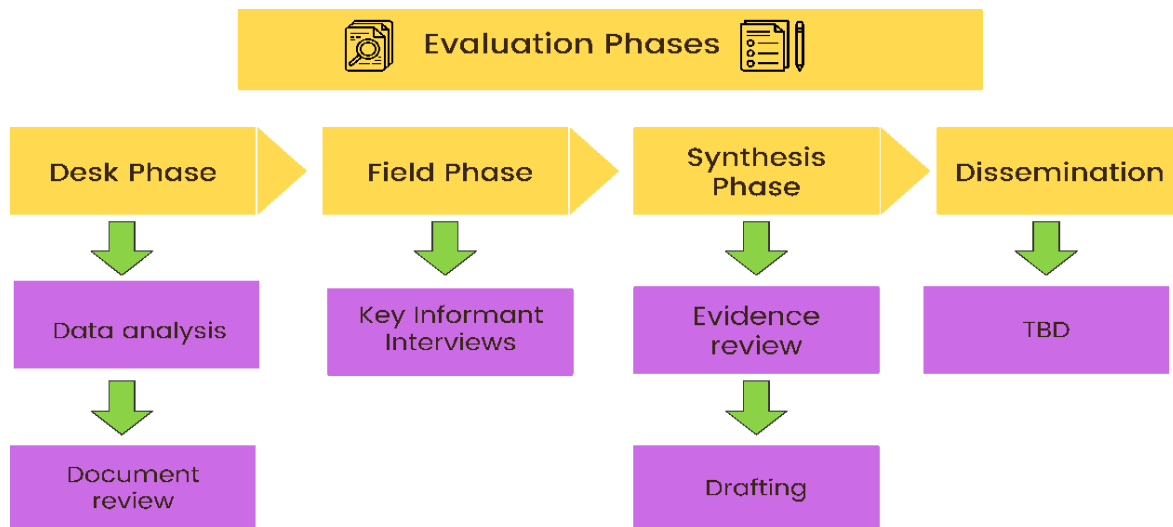 Evaluation Phases
Desk Phase
Field Phase
Synthesis
Phase
Dissemination
Data analysis
Key Informant
Interviews
Evidence
review
TBD
Document
review
Drafting